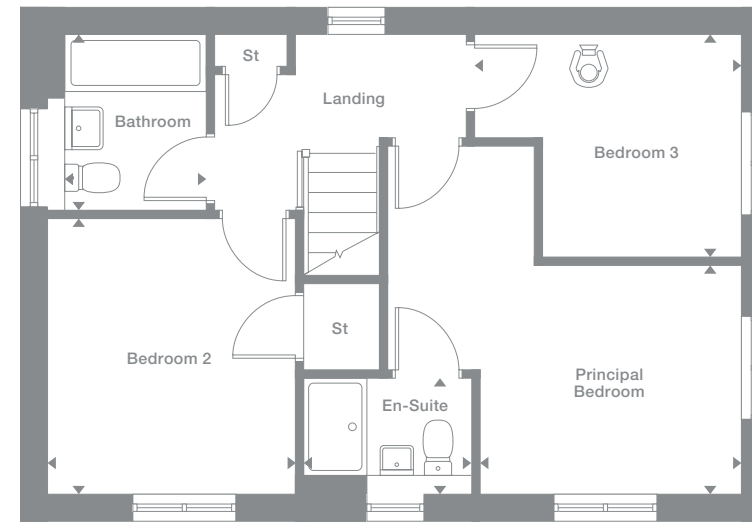 St
Landing
Bathroom
Bedroom 3
St
Bedroom 2
Principal
Bedroom
En-Suite